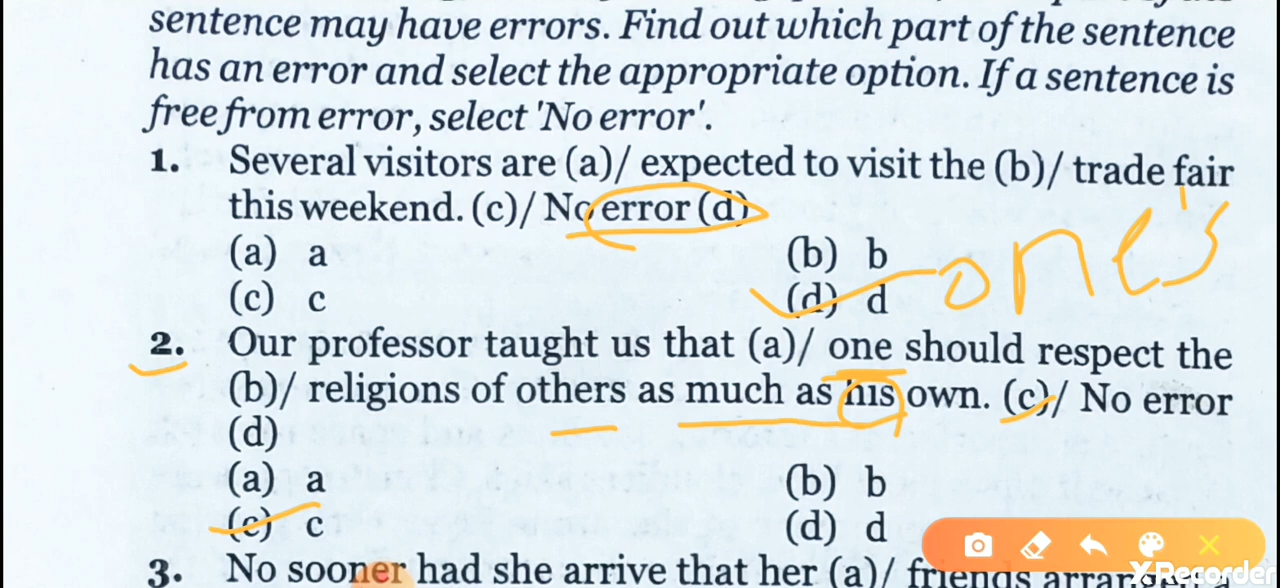 sentence may have errors. Find out which part of the sentence
has an error and select the appropriate option. If a sentence is
free from error, select 'No error'.
1. Several visitors are (a)/ expected to visit the (b)/ trade fair
this weekend. (c)/ No error (d)
(a) a (b) b
(c) c (d) d
one's
2. Our professor taught us that (a)/ one should respect the
(b)/ religions of others as much as his own. (c)/ No error
(d)
(a) a (b) b
(c) c (d) d
3. No sooner had she arrive that her (a)/ friends
XRecorder